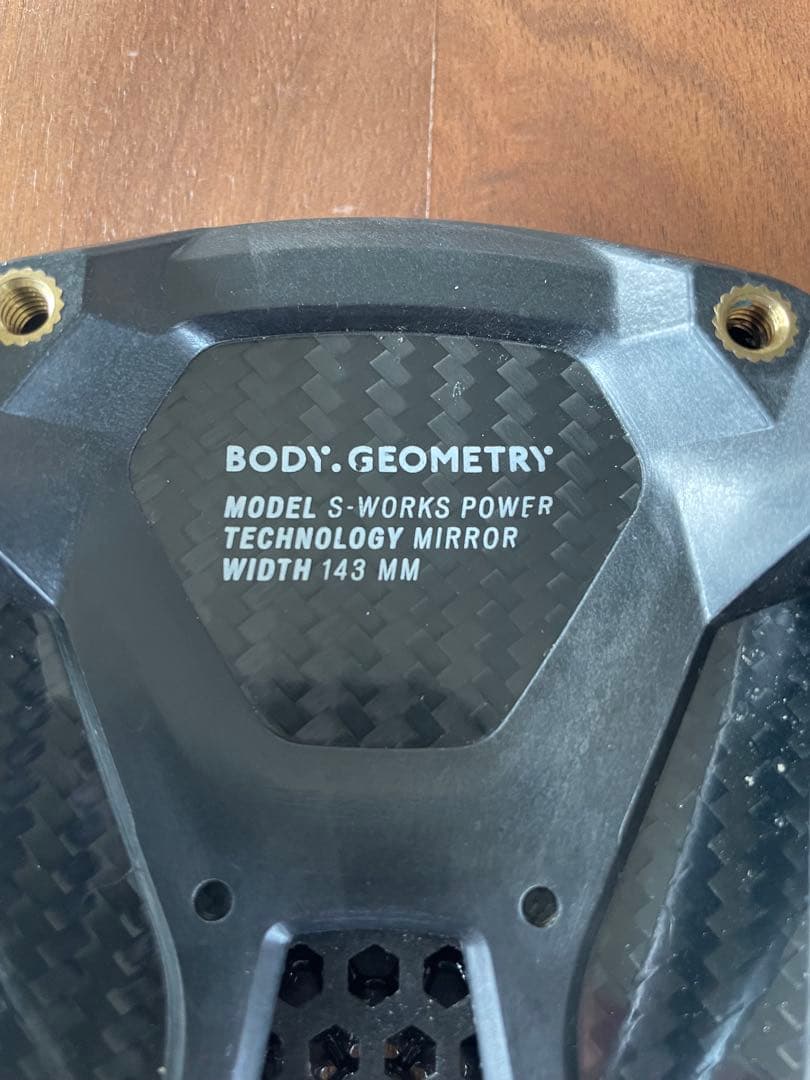 BODY.GEOMETRY
MODEL S-WORKS POWER
TECHNOLOGY MIRROR
WIDTH 143 MM